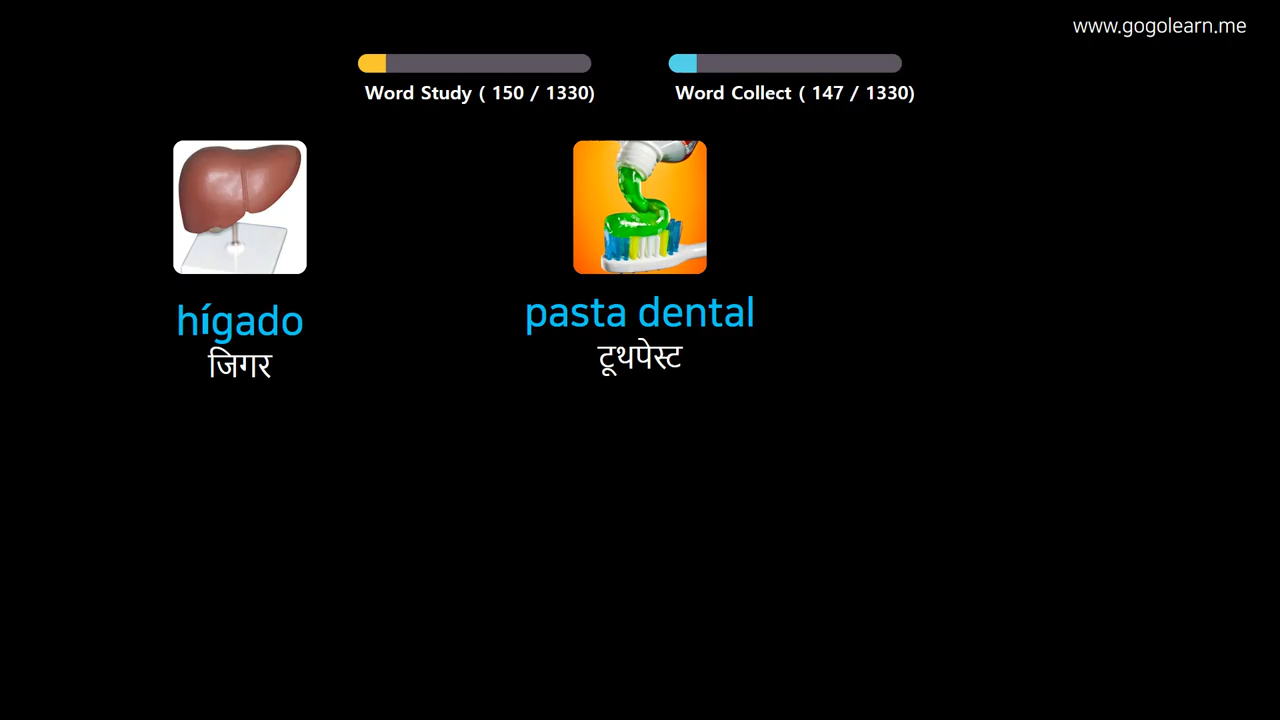 www.gogolearn.me
Word Study ( 150 / 1330)
Word Collect ( 147 / 1330)
hígado
जिगर
pasta dental
टूथपेस्ट